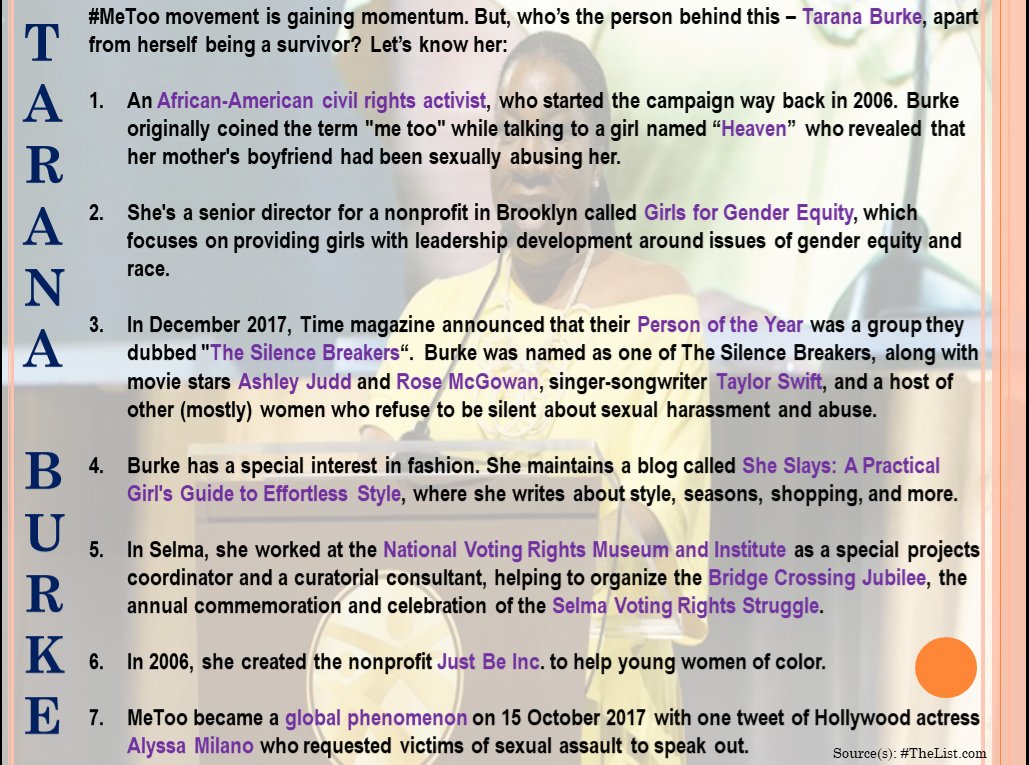 TARANA BURKE
#MeToo movement is gaining momentum. But, who’s the person behind this – Tarana Burke, apart
from herself being a survivor? Let’s know her:
1. An African-American civil rights activist, who started the campaign way back in 2006. Burke
originally coined the term "me too" while talking to a girl named “Heaven” who revealed that
her mother's boyfriend had been sexually abusing her.
2. She's a senior director for a nonprofit in Brooklyn called Girls for Gender Equity, which
focuses on providing girls with leadership development around issues of gender equity and
race.
3. In December 2017, Time magazine announced that their Person of the Year was a group they
dubbed "The Silence Breakers“. Burke was named as one of The Silence Breakers, along with
movie stars Ashley Judd and Rose McGowan, singer-songwriter Taylor Swift, and a host of
other (mostly) women who refuse to be silent about sexual harassment and abuse.
4. Burke has a special interest in fashion. She maintains a blog called She Slays: A Practical
Girl's Guide to Effortless Style, where she writes about style, seasons, shopping, and more.
5. In Selma, she worked at the National Voting Rights Museum and Institute as a special projects
coordinator and a curatorial consultant, helping to organize the Bridge Crossing Jubilee, the
annual commemoration and celebration of the Selma Voting Rights Struggle.
6. In 2006, she created the nonprofit Just Be Inc. to help young women of color.
7. MeToo became a global phenomenon on 15 October 2017 with one tweet of Hollywood actress
Alyssa Milano who requested victims of sexual assault to speak out.
Source(s): #TheList.com